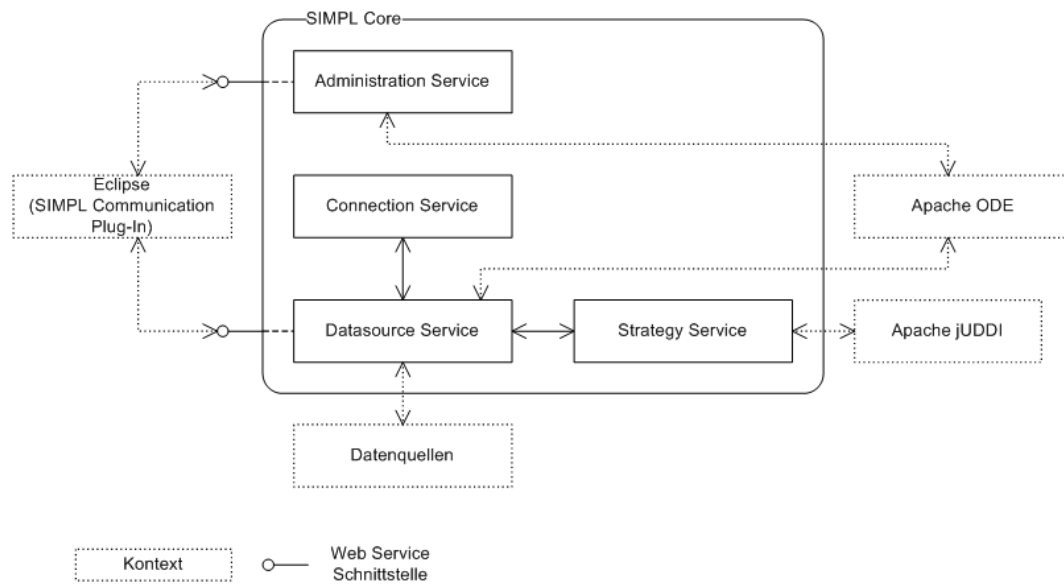 SIMPL Core
Administration Service
Eclipse
(SIMPL Communication
Plug-In)
Connection Service
Apache ODE
Datasource Service
Strategy Service
Apache jUDDI
Datenquellen
Kontext
Web Service
Schnittstelle